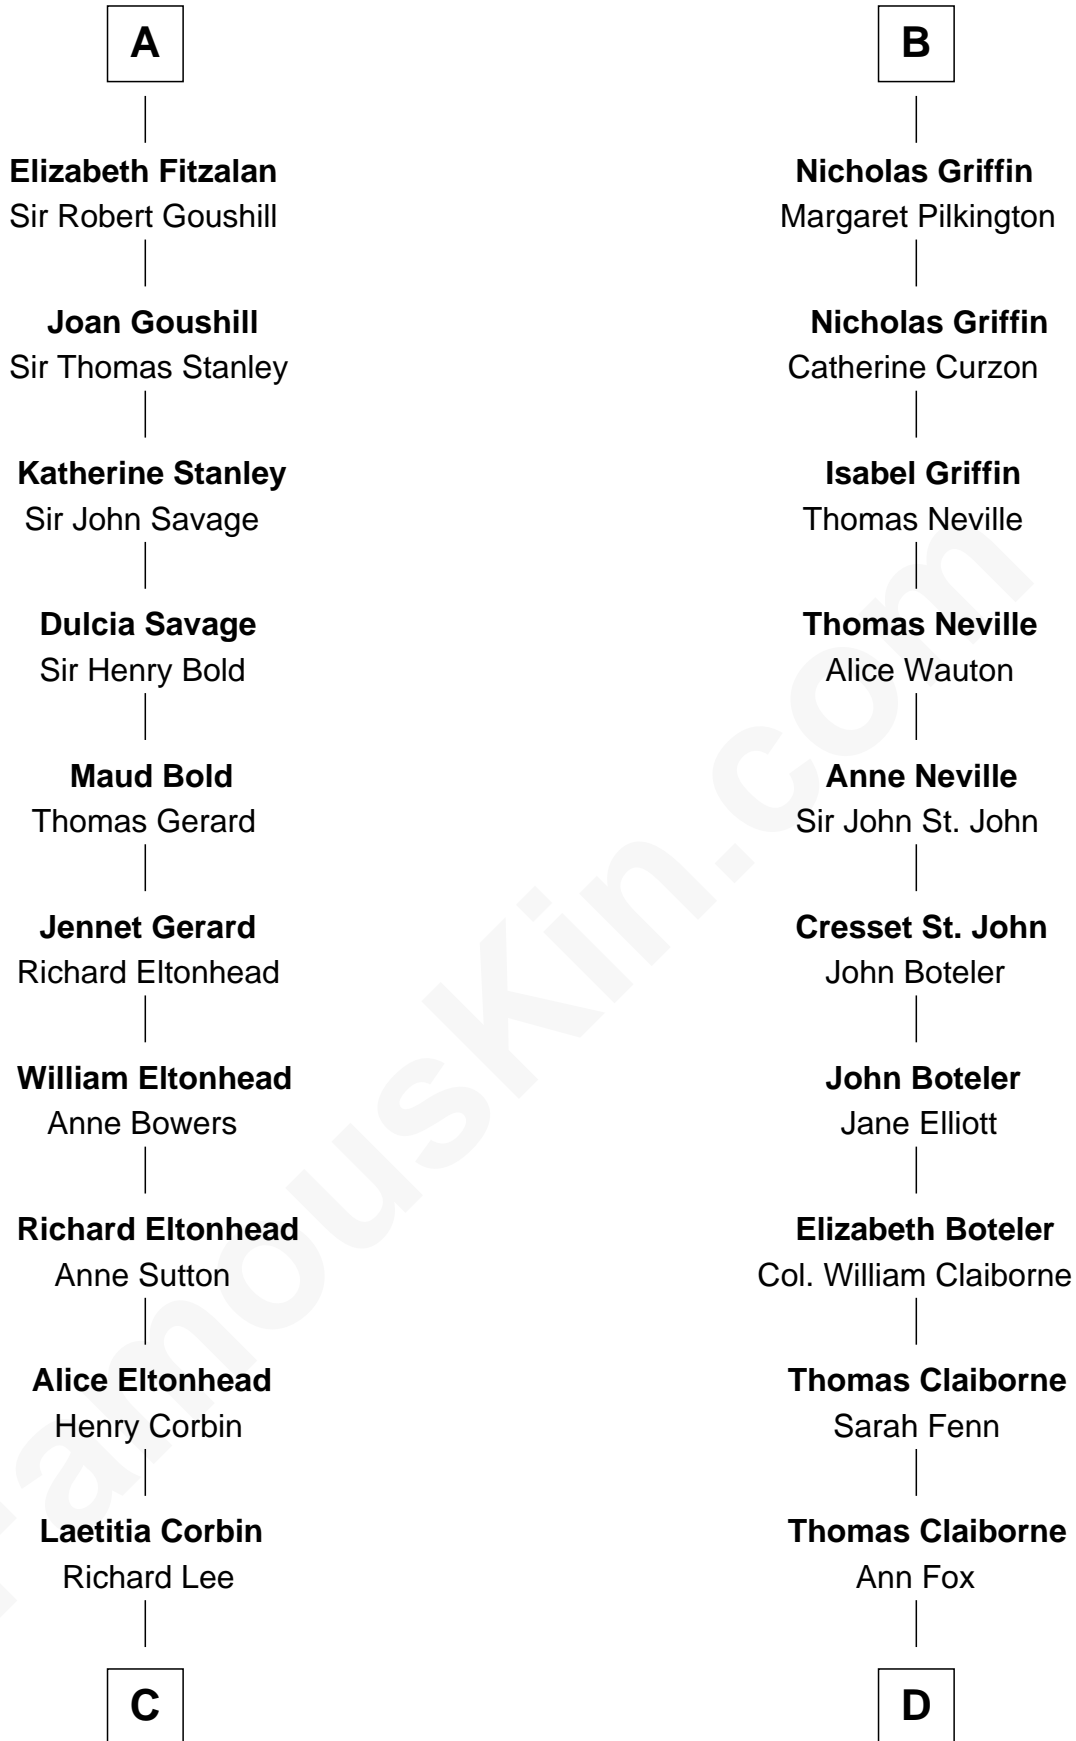 A
Elizabeth Fitzalan
Sir Robert Goushill
Joan Goushill
Sir Thomas Stanley
Katherine Stanley
Sir John Savage
Dulcia Savage
Sir Henry Bold
Maud Bold
Thomas Gerard
Jennet Gerard
Richard Eltonhead
William Eltonhead
Anne Bowers
Richard Eltonhead
Anne Sutton
Alice Eltonhead
Henry Corbin
Laetitia Corbin
Richard Lee
C
B
Nicholas Griffin
Margaret Pilkington
Nicholas Griffin
Catherine Curzon
Isabel Griffin
Thomas Neville
Thomas Neville
Alice Wauton
Anne Neville
Sir John St. John
Cresset St. John
John Boteler
John Boteler
Jane Elliott
Elizabeth Boteler
Col. William Claiborne
Thomas Claiborne
Sarah Fenn
Thomas Claiborne
Ann Fox
D
FamousKin.com